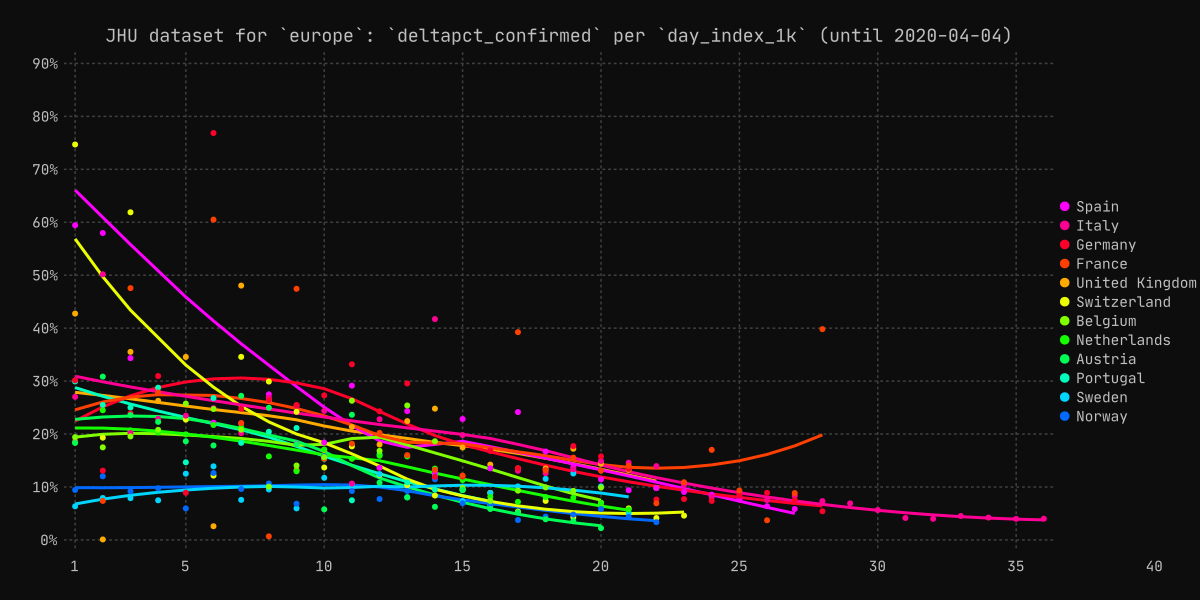 JHU dataset for `europe`: `deltapct_confirmed` per `day_index_1k` (until 2020-04-04)
90%
80%
70%
60%
50%
40%
30%
20%
10%
0%
1 5 10 15 20 25 30 35 40
Spain
Italy
Germany
France
United Kingdom
Switzerland
Belgium
Netherlands
Austria
Portugal
Sweden
Norway